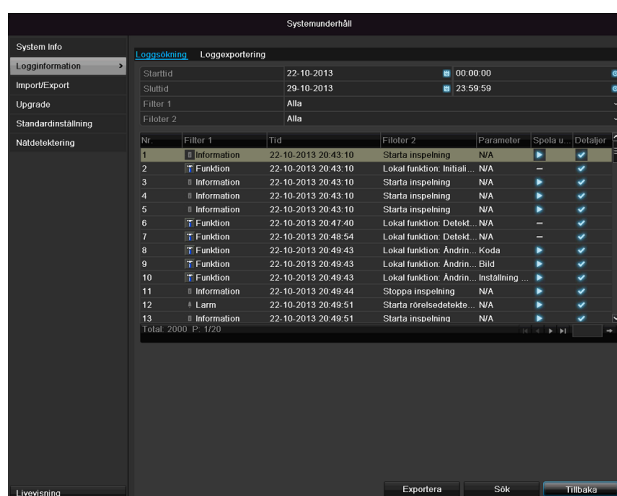 Systemunderhåll
System Info
Logginformation
Import/Export
Upgrade
Standardinställning
Nätdetektering
Livevisning
Loggsökning Loggexportering
Starttid 22-10-2013 00:00:00
Sluttid 29-10-2013 23:59:59
Filter 1 Alla
Filoter 2 Alla
Nr. Filter 1 Tid Filoter 2 Parameter Spela u... Detaljer
1 Information 22-10-2013 20:43:10 Starta inspelning N/A
2 Funktion 22-10-2013 20:43:10 Lokal funktion: Initiali... N/A –
3 Information 22-10-2013 20:43:10 Starta inspelning N/A
4 Information 22-10-2013 20:43:10 Starta inspelning N/A
5 Information 22-10-2013 20:43:10 Starta inspelning N/A
6 Funktion 22-10-2013 20:47:40 Lokal funktion: Detekt... N/A –
7 Funktion 22-10-2013 20:48:54 Lokal funktion: Detekt... N/A –
8 Funktion 22-10-2013 20:49:43 Lokal funktion: Ändrin... Koda
9 Funktion 22-10-2013 20:49:43 Lokal funktion: Ändrin... Bild
10 Funktion 22-10-2013 20:49:43 Lokal funktion: Ändrin... Inställning ...
11 Information 22-10-2013 20:49:44 Stoppa inspelning N/A
12 Larm 22-10-2013 20:49:51 Starta rörelsedetekte... N/A
13 Information 22-10-2013 20:49:51 Starta inspelning N/A
Total: 2000 P: 1/20
Exportera Sök Tillbaka